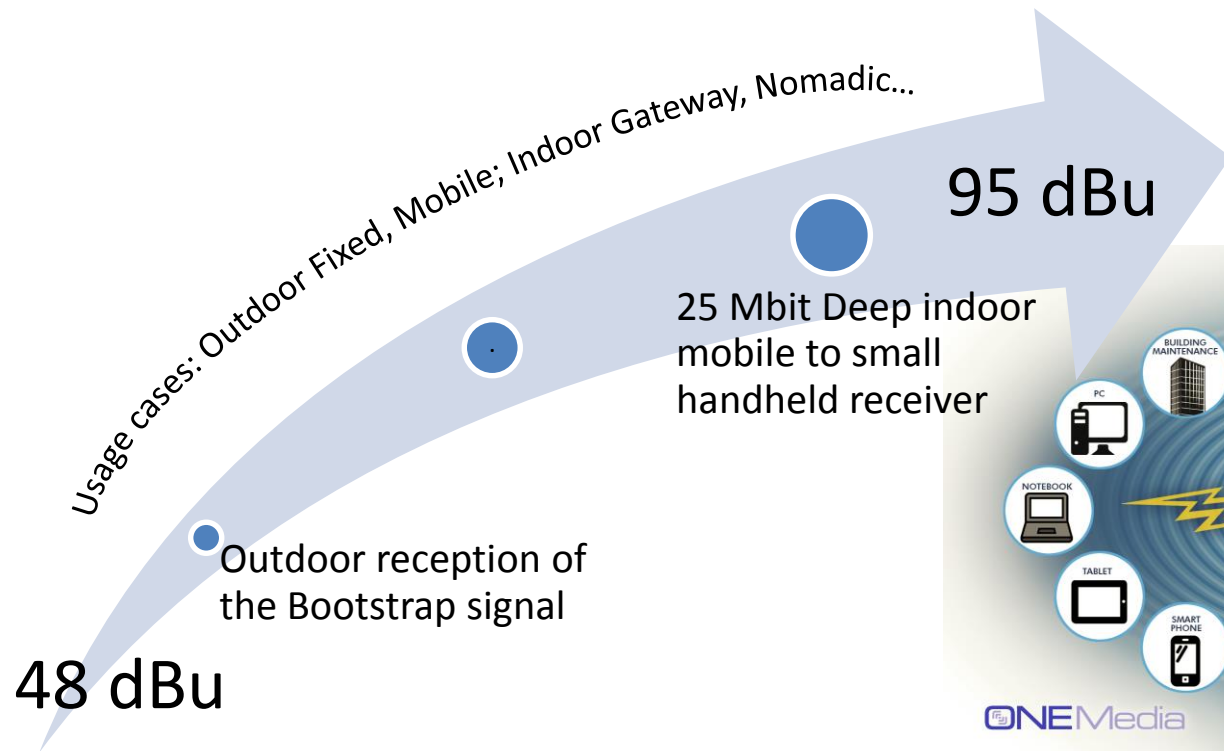 Usage cases: Outdoor Fixed, Mobile; Indoor Gateway, Nomadic…
95 dBu
25 Mbit Deep indoor
mobile to small
handheld receiver
.
Outdoor reception of
the Bootstrap signal
48 dBu
BUILDING
MAINTENANCE
PC
NOTEBOOK
TABLET
SMART
PHONE
ONEMedia